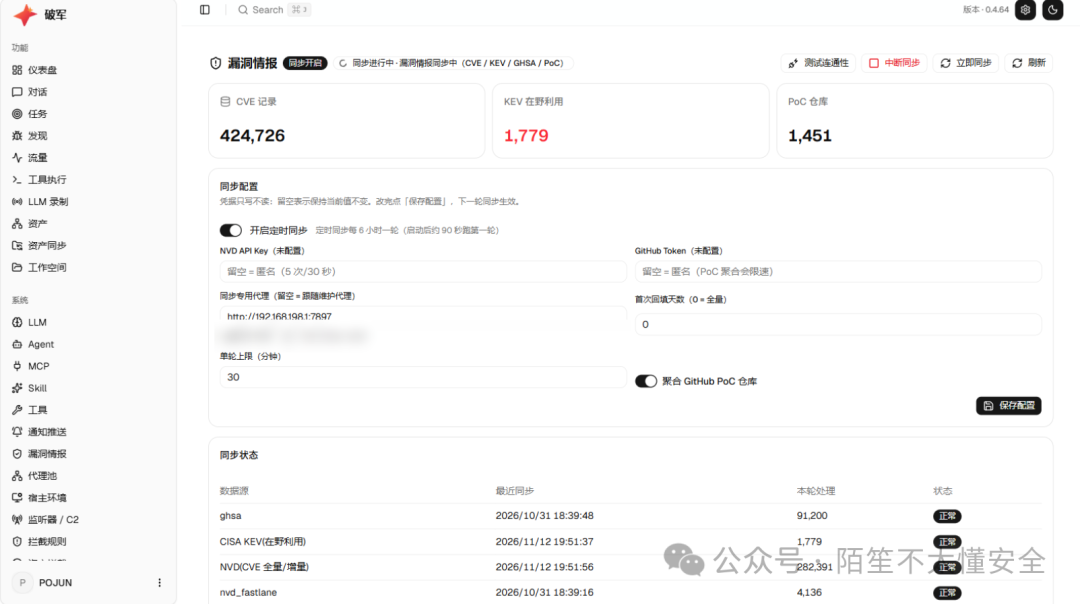 破军
Search ⌘ K
版本 · 0.4.64
功能
仪表盘
对话
任务
发现
流量
工具执行
LLM 录制
资产
资产同步
工作空间
系统
LLM
Agent
MCP
Skill
工具
通知推送
漏洞情报
代理池
宿主环境
监听器 / C2
拦截规则
P POJUN
漏洞情报 同步开启 同步进行中 · 漏洞情报同步中（CVE / KEV / GHSA / PoC）
测试连通性 中断同步 立即同步 刷新
CVE 记录
424,726
KEV 在野利用
1,779
PoC 仓库
1,451
同步配置
凭据只写不读：留空表示保持当前值不变。改完点「保存配置」，下一轮同步生效。
开启定时同步 定时同步每 6 小时一轮（启动后约 90 秒跑第一轮）
NVD API Key（未配置）
留空 = 匿名（5 次/30 秒）
GitHub Token（未配置）
留空 = 匿名（PoC 聚合会限速）
同步专用代理（留空 = 跟随维护代理）
http://192.168.198.1:7897
首次回填天数（0 = 全量）
0
单轮上限（分钟）
30
聚合 GitHub PoC 仓库
保存配置
同步状态
数据源 最近同步 本轮处理 状态
ghsa 2026/10/31 18:39:48 91,200 正常
CISA KEV(在野利用) 2026/11/12 19:51:37 1,779 正常
NVD(CVE 全量/增量) 2026/11/12 19:51:56 282,391 正常
nvd_fastlane 2026/10/31 18:39:16 4,136 正常
公众号 · 陌笙不太懂安全